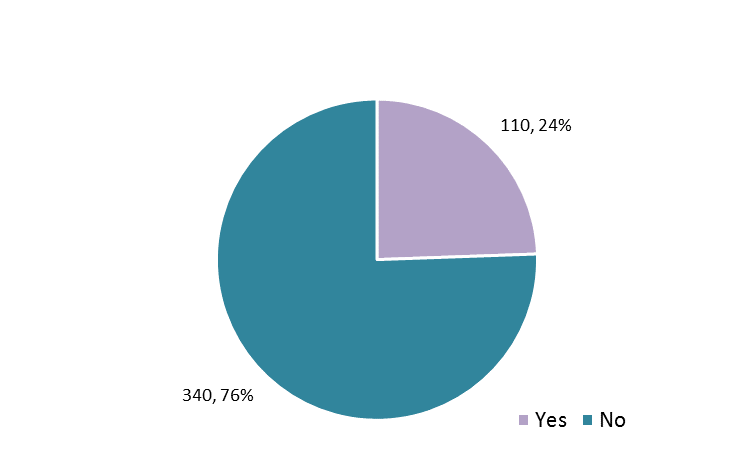 110, 24%
340, 76%
Yes No